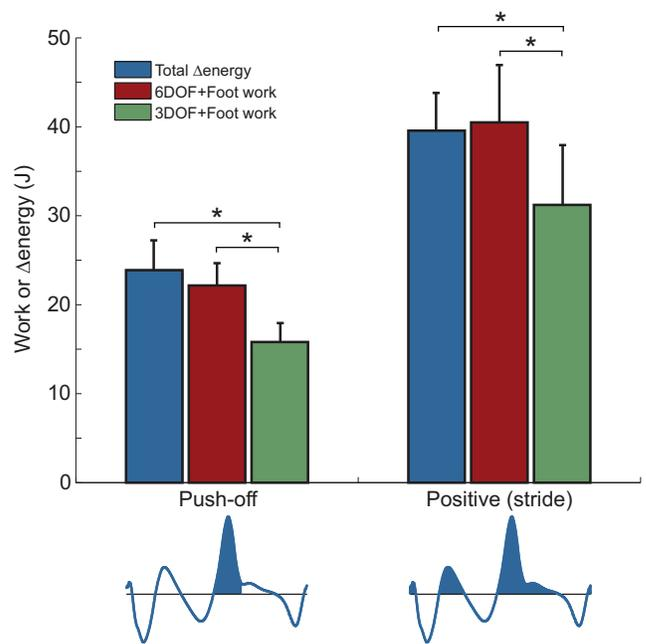 *
50
*
Total Δenergy
6DOF+Foot work
3DOF+Foot work
40
Work or Δenergy (J)
30
*
*
20
10
0
Push-off
Positive (stride)